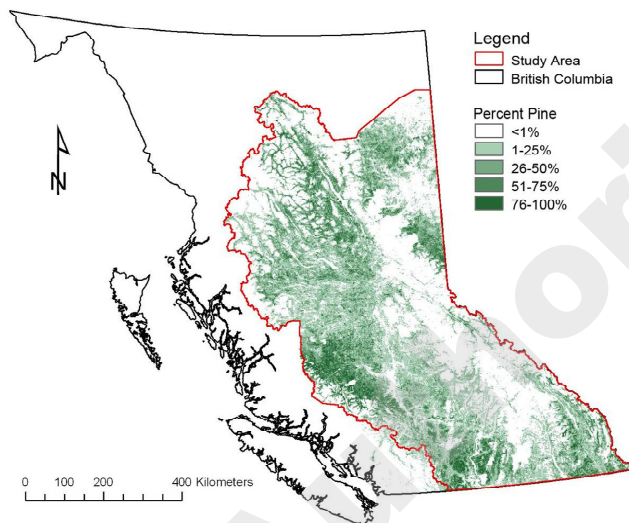 Legend
Study Area
British Columbia
Percent Pine
<1%
1-25%
26-50%
51-75%
76-100%
N
0 100 200 400 Kilometers